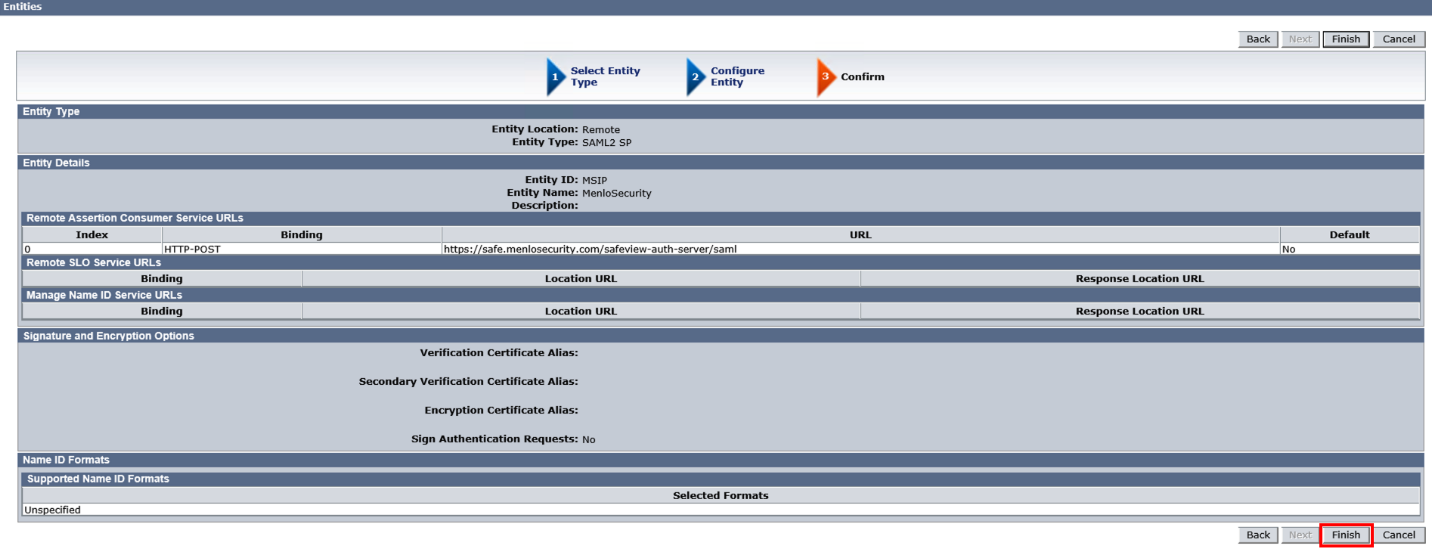 Entities
Back Next Finish Cancel
1 Select Entity Type
2 Configure Entity
3 Confirm
Entity Type
Entity Location: Remote
Entity Type: SAML2 SP
Entity Details
Entity ID: MSIP
Entity Name: MenloSecurity
Description:
Remote Assertion Consumer Service URLs
Index Binding URL Default
0 HTTP-POST https://safe.menlosecurity.com/safeview-auth-server/saml No
Remote SLO Service URLs
Binding Location URL Response Location URL
Manage Name ID Service URLs
Binding Location URL Response Location URL
Signature and Encryption Options
Verification Certificate Alias:
Secondary Verification Certificate Alias:
Encryption Certificate Alias:
Sign Authentication Requests: No
Name ID Formats
Supported Name ID Formats
Selected Formats
Unspecified
Back Next Finish Cancel